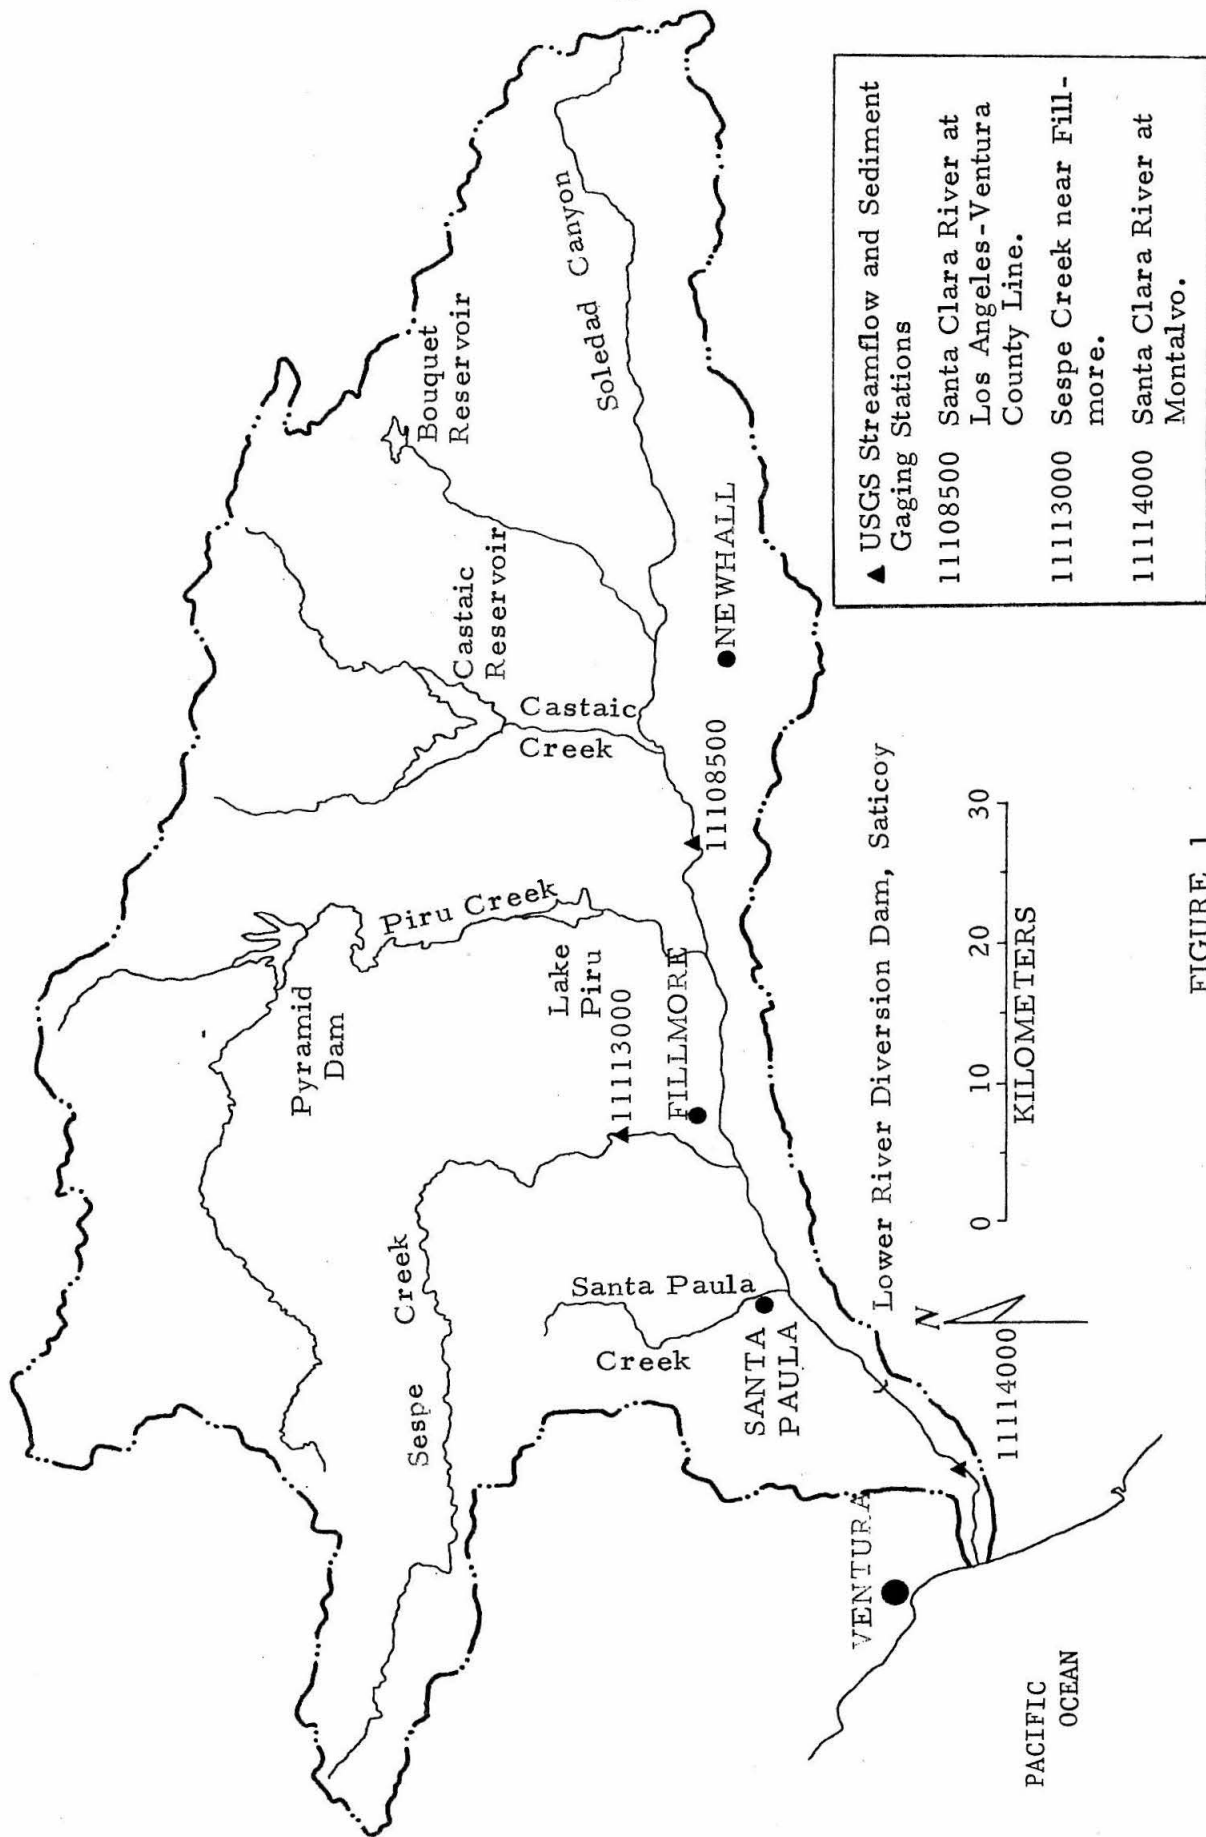 Bouquet
Reservoir
Soledad Canyon
Castaic
Reservoir
Castaic
Creek
NEWHALL
11108500
Piru Creek
Pyramid
Dam
Lake
Piru
11113000
FILLMORE
Sespe Creek
Santa Paula
Creek
SANTA
PAULA
Lower River Diversion Dam, Saticoy
N
11114000
VENTURA
PACIFIC
OCEAN
0 10 20 30
KILOMETERS
▲ USGS Streamflow and Sediment
Gaging Stations
11108500 Santa Clara River at
Los Angeles-Ventura
County Line.
11113000 Sespe Creek near Fill-
more.
11114000 Santa Clara River at
Montalvo.
FIGURE 1